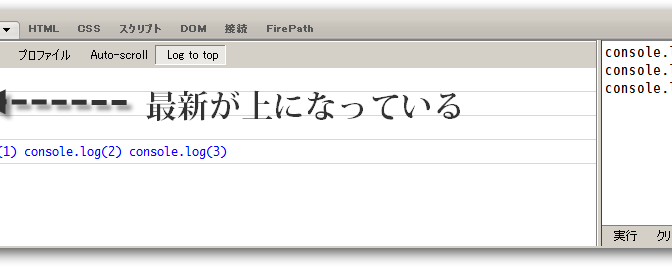 HTML CSS スクリプト DOM 接続 FirePath
プロファイル Auto-scroll Log to top
最新が上になっている
(1) console.log(2) console.log(3)
console.l
console.l
console.l
実行 クリ